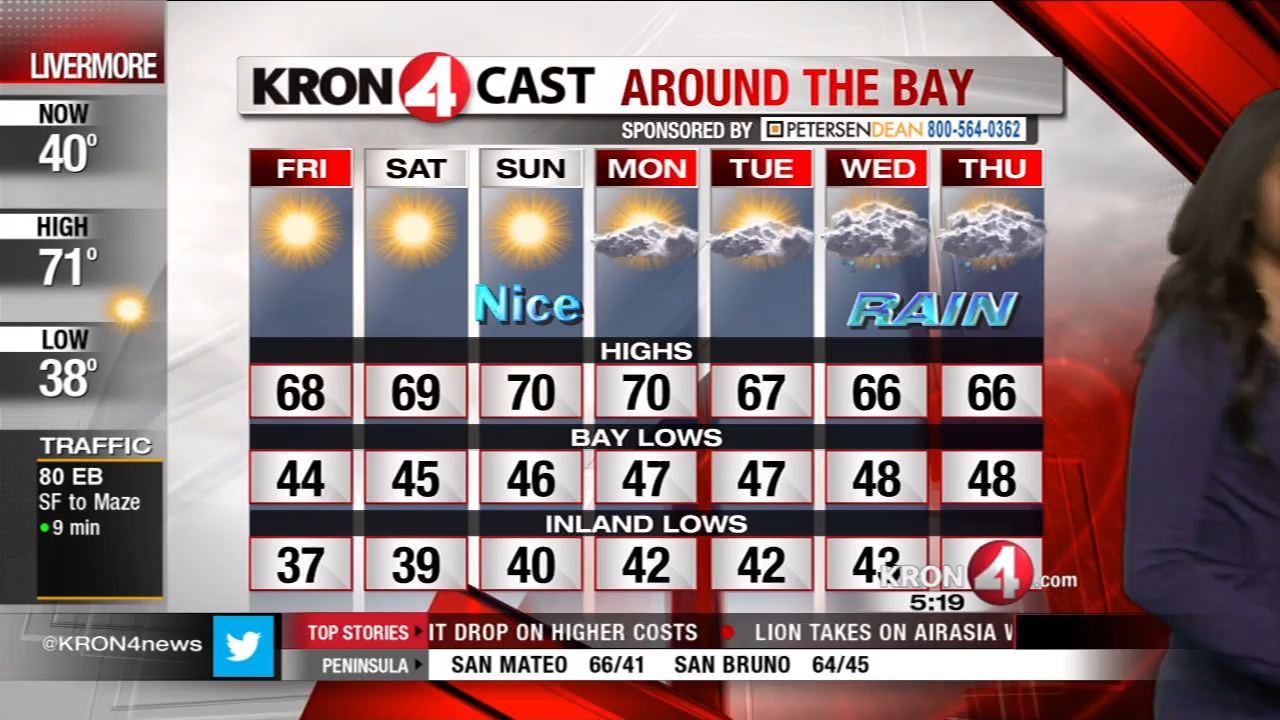 LIVERMORE
NOW
40°
HIGH
71°
LOW
38°
TRAFFIC
80 EB
SF to Maze
9 min
KRON 4 CAST AROUND THE BAY
SPONSORED BY PETERSENDEAN 800-564-0362
FRI SAT SUN MON TUE WED THU
Nice RAIN
HIGHS
68 69 70 70 67 66 66
BAY LOWS
44 45 46 47 47 48 48
INLAND LOWS
37 39 40 42 42 43
KRON 4 .com
5:19
@KRON4news
TOP STORIES IT DROP ON HIGHER COSTS LION TAKES ON AIRASIA
PENINSULA SAN MATEO 66/41 SAN BRUNO 64/45